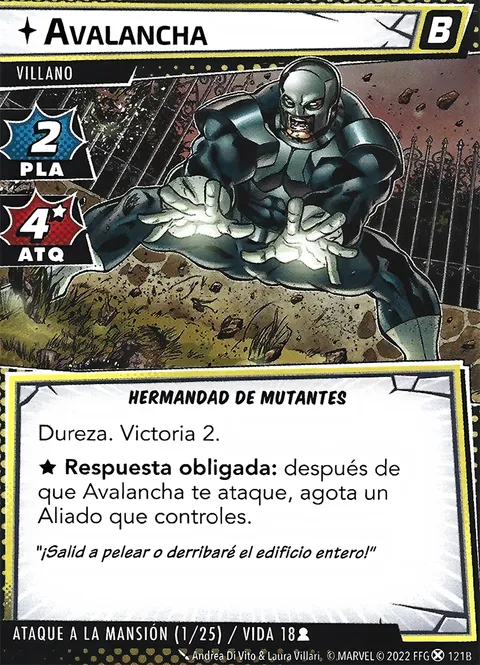 AVALANCHA
B
VILLANO
2
PLA
4★
ATQ
HERMANDAD DE MUTANTES
Dureza. Victoria 2.
★ Respuesta obligada: después de
que Avalancha te ataque, agota un
Aliado que controles.
"¡Salid a pelear o derribaré el edificio entero!"
ATAQUE A LA MANSIÓN (1/25) / VIDA 18
Andrea Di Vito & Laura Villari. © MARVEL © 2022 FFG 121B